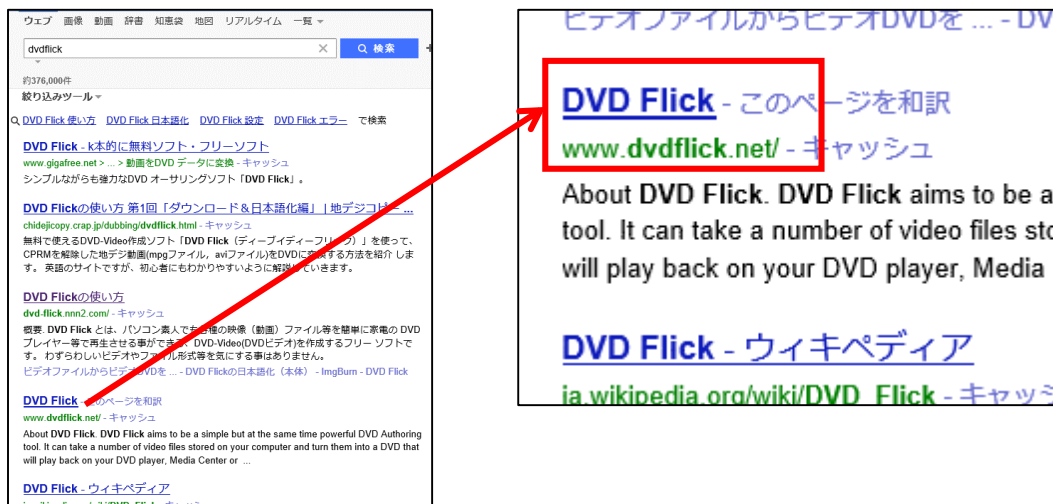 ウェブ 画像 動画 辞書 知恵袋 地図 リアルタイム 一覧
dvdflick
検索
約376,000件
絞り込みツール
DVD Flick 使い方 DVD Flick 日本語化 DVD Flick 設定 DVD Flick エラー で検索
DVD Flick - k本的に無料ソフト・フリーソフト
www.gigafree.net > ... > 動画をDVD データに変換 - キャッシュ
シンプルながらも強力なDVD オーサリングソフト「DVD Flick」。
DVD Flickの使い方 第1回「ダウンロード＆日本語化編」 | 地デジコピー ...
chidejicopy.crap.jp/dubbing/dvdflick.html - キャッシュ
無料で使えるDVD-Video作成ソフト「DVD Flick（ディーブイディーフリック）」を使って、
CPRMを解除した地デジ動画(mpgファイル，aviファイル)をDVDに変換する方法を紹介 しま
す。 英語のサイトですが、初心者にもわかりやすいように解説していきます。
DVD Flickの使い方
dvd-flick.nnn2.com/ - キャッシュ
概要. DVD Flick とは、パソコン素人でも各種の映像（動画）ファイル等を簡単に家電の DVD
プレイヤー等で再生させる事ができる、DVD-Video(DVDビデオ)を作成するフリー ソフトで
す。 わずらわしいビデオやファイル形式等を気にする事はありません。
ビデオファイルからビデオDVDを ... - DVD Flickの日本語化（本体） - ImgBurn - DVD Flick
DVD Flick - このページを和訳
www.dvdflick.net/ - キャッシュ
About DVD Flick. DVD Flick aims to be a simple but at the same time powerful DVD Authoring
tool. It can take a number of video files stored on your computer and turn them into a DVD that
will play back on your DVD player, Media Center or ...
DVD Flick - ウィキペディア
ビデオファイルからビデオDVDを ... - DV
DVD Flick - このページを和訳
www.dvdflick.net/ - キャッシュ
About DVD Flick. DVD Flick aims to be a
tool. It can take a number of video files sto
will play back on your DVD player, Media
DVD Flick - ウィキペディア
ja.wikipedia.org/wiki/DVD_Flick - キャッシ